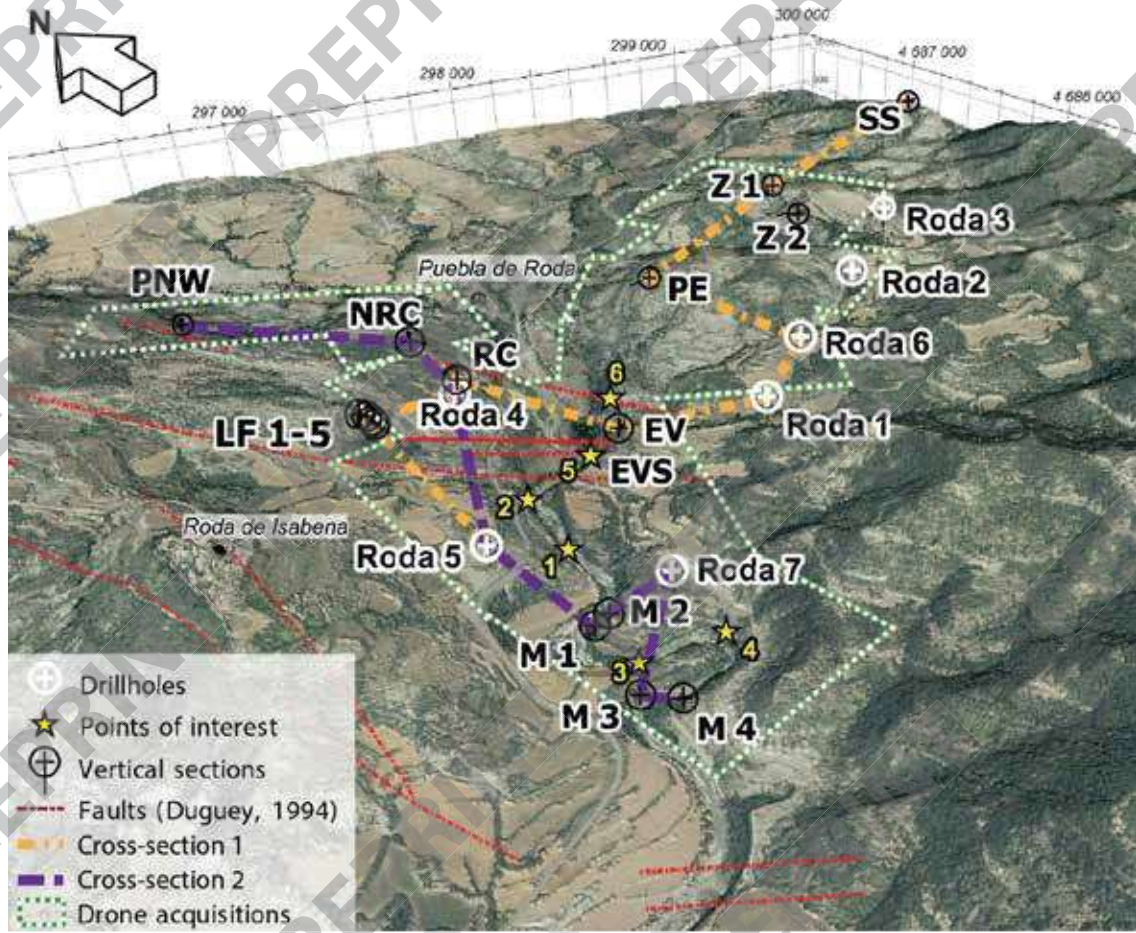 N
300 000
299 000
4 687 000
298 000
4 686 000
297 000
SS
Z 1
Z 2
Roda 3
Puebla de Roda
PNW
PE
Roda 2
NRC
Roda 6
RC
6
Roda 4
Roda 1
LF 1-5
EV
5
EVS
2
Roda de Isabena
Roda 5
1
Roda 7
M 2
M 1
4
3
M 3
M 4
Drillholes
Points of interest
Vertical sections
Faults (Duguey, 1994)
Cross-section 1
Cross-section 2
Drone acquisitions
PREPRINT